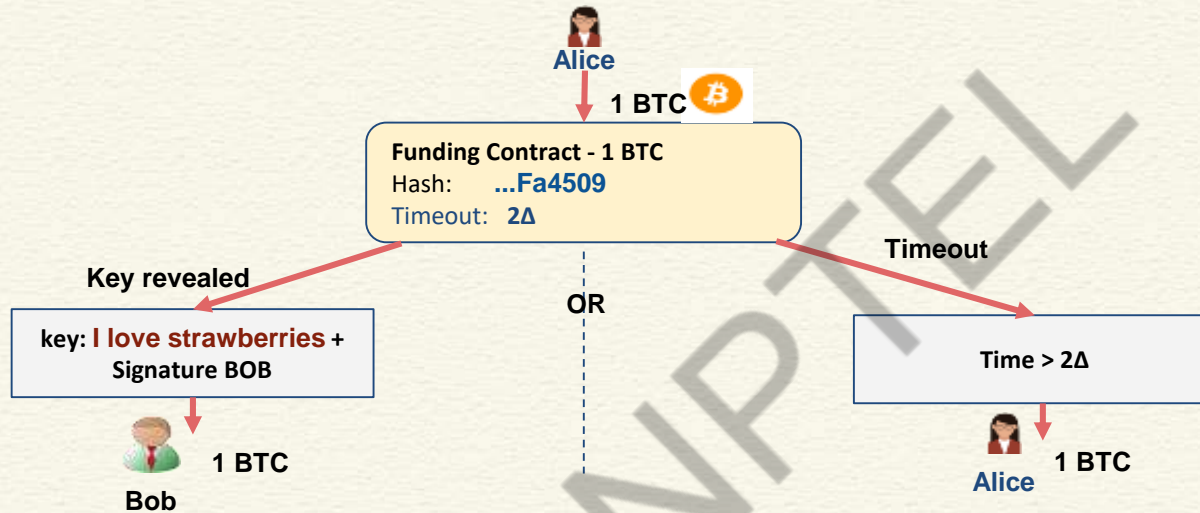 Alice
1 BTC
Funding Contract - 1 BTC
Hash: ...Fa4509
Timeout: 2Δ
Key revealed
OR
Timeout
key: I love strawberries +
Signature BOB
Time > 2Δ
1 BTC
Bob
1 BTC
Alice
NPTEL